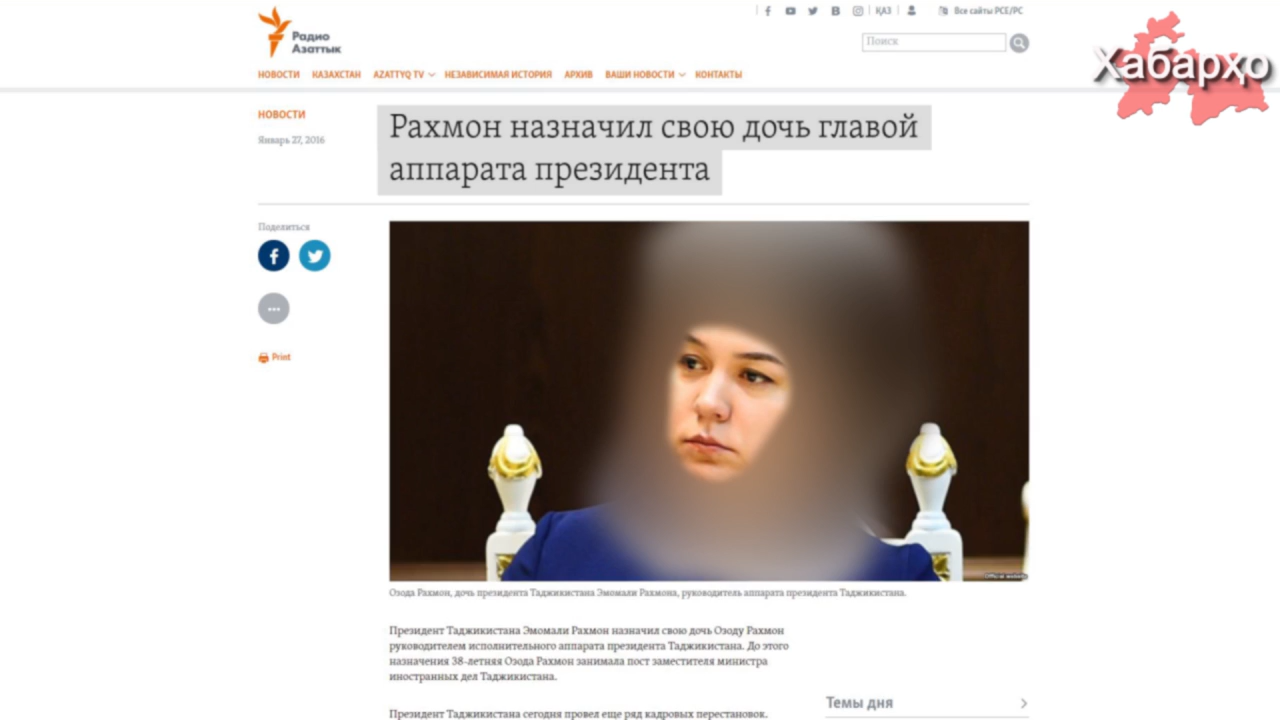 ҚАЗ
Все сайты РСЕ/РС
Радио
Азаттык
Поиск
Хабарҳо
НОВОСТИ КАЗАХСТАН AZATTYQ TV НЕЗАВИСИМАЯ ИСТОРИЯ АРХИВ ВАШИ НОВОСТИ КОНТАКТЫ
НОВОСТИ
Январь 27, 2016
Рахмон назначил свою дочь главой
аппарата президента
Поделиться
Print
Official website
Озода Рахмон, дочь президента Таджикистана Эмомали Рахмона, руководитель аппарата президента Таджикистана.
Президент Таджикистана Эмомали Рахмон назначил свою дочь Озоду Рахмон
руководителем исполнительного аппарата президента Таджикистана. До этого
назначения 38-летняя Озода Рахмон занимала пост заместителя министра
иностранных дел Таджикистана.
Темы дня
Президент Таджикистана сегодня провел еще ряд кадровых перестановок.